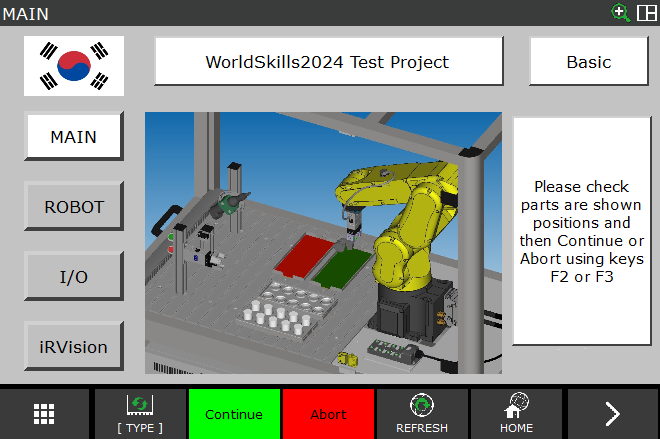 MAIN
WorldSkills2024 Test Project
Basic
MAIN
ROBOT
I/O
iRVision
Please check
parts are shown
positions and
then Continue or
Abort using keys
F2 or F3
[ TYPE ]
Continue
Abort
REFRESH
HOME